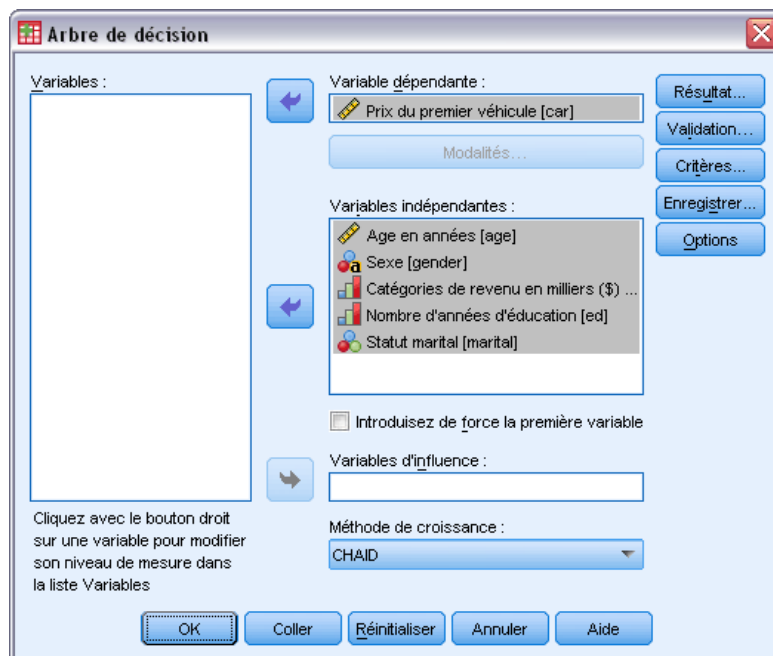 Arbre de décision
Variables :
Variable dépendante :
Prix du premier véhicule [car]
Modalités...
Variables indépendantes :
Age en années [age]
a Sexe [gender]
Catégories de revenu en milliers ($) ...
Nombre d'années d'éducation [ed]
Statut marital [marital]
Introduisez de force la première variable
Variables d'influence :
Méthode de croissance :
CHAID
Cliquez avec le bouton droit
sur une variable pour modifier
son niveau de mesure dans
la liste Variables
Résultat...
Validation...
Critères...
Enregistrer...
Options
OK
Coller
Réinitialiser
Annuler
Aide